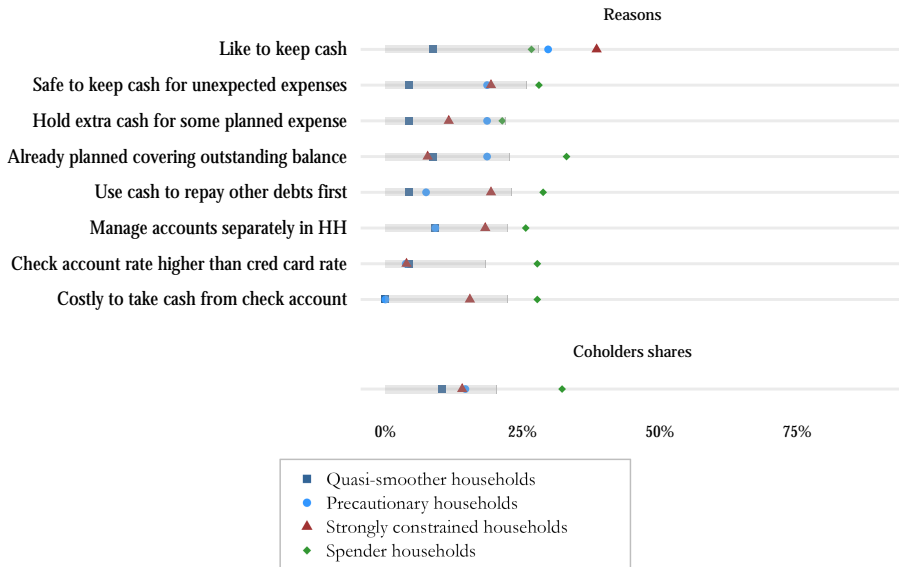 Reasons
Like to keep cash
Safe to keep cash for unexpected expenses
Hold extra cash for some planned expense
Already planned covering outstanding balance
Use cash to repay other debts first
Manage accounts separately in HH
Check account rate higher than cred card rate
Costly to take cash from check account
Coholders shares
0% 25% 50% 75%
Quasi-smoother households
Precautionary households
Strongly constrained households
Spender households